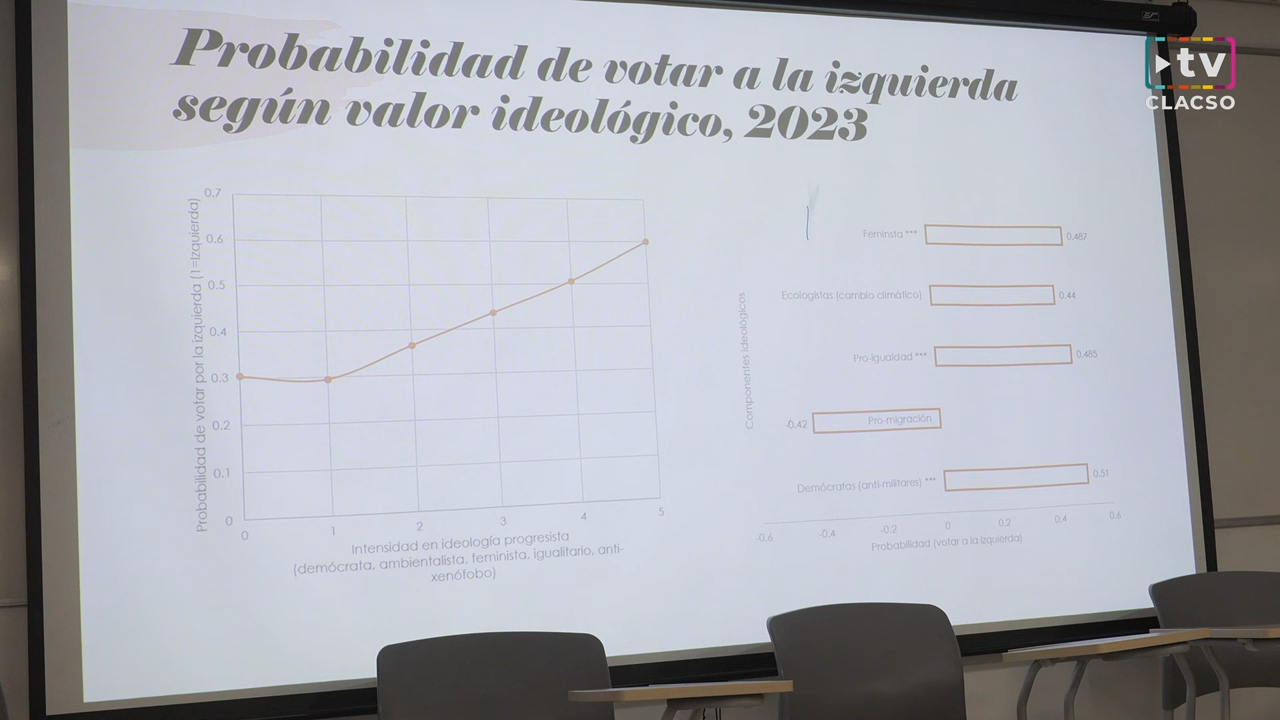 Probabilidad de votar a la izquierda
según valor ideológico, 2023
tv
CLACSO
Probabilidad de votar por la izquierda (1=Izquierda)
0.7
0.6
0.5
0.4
0.3
0.2
0.1
0
0
1
2
3
4
5
Intensidad en ideología progresista
(demócrata, ambientalista, feminista, igualitario, anti-
xenófobo)
Componentes ideológicos
Feminsta *** 0.487
Ecologistas (cambio climático) 0.44
Pro-igualdad *** 0.485
-0.42 Pro-migración
Demócratas (anti-militares) *** 0.51
-0.6
-0.4
-0.2
0
0.2
0.4
0.6
Probabilidad (votar a la izquierda)